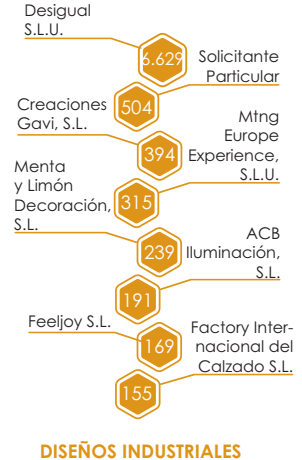 Desigual
S.L.U.
6.629
Solicitante
Particular
504
Creaciones
Gavi, S.L.
394
Mtng
Europe
Experience,
S.L.U.
315
Menta
y Limón
Decoración,
S.L.
239
ACB
Iluminación,
S.L.
191
Feeljoy S.L.
169
Factory Inter-
nacional del
Calzado S.L.
155
DISEÑOS INDUSTRIALES